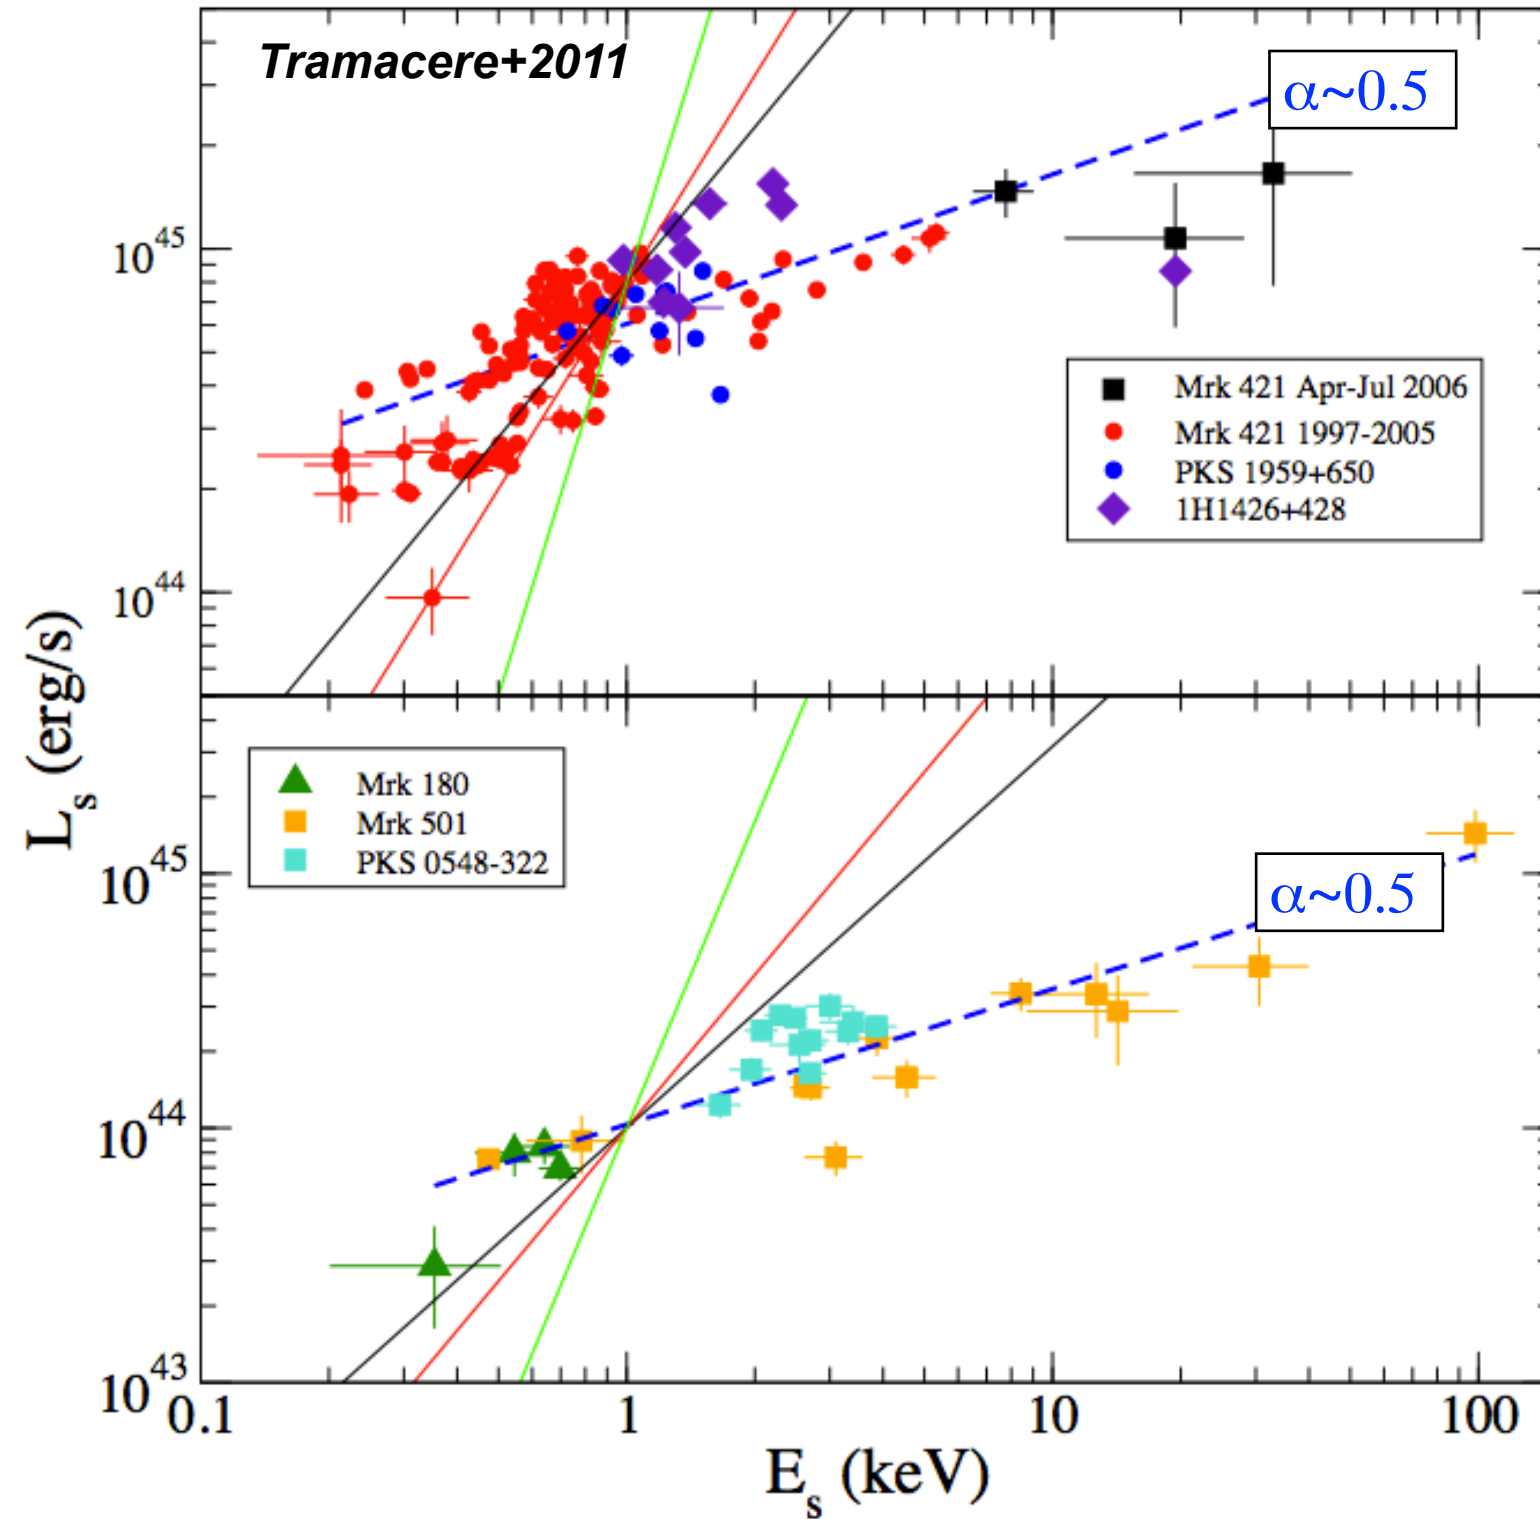 Tramacere+2011
α~0.5
10^45
Mrk 421 Apr-Jul 2006
Mrk 421 1997-2005
PKS 1959+650
1H1426+428
10^44
L_s (erg/s)
Mrk 180
Mrk 501
PKS 0548-322
10^45
α~0.5
10^44
10^43
0.1 1 10 100
E_s (keV)